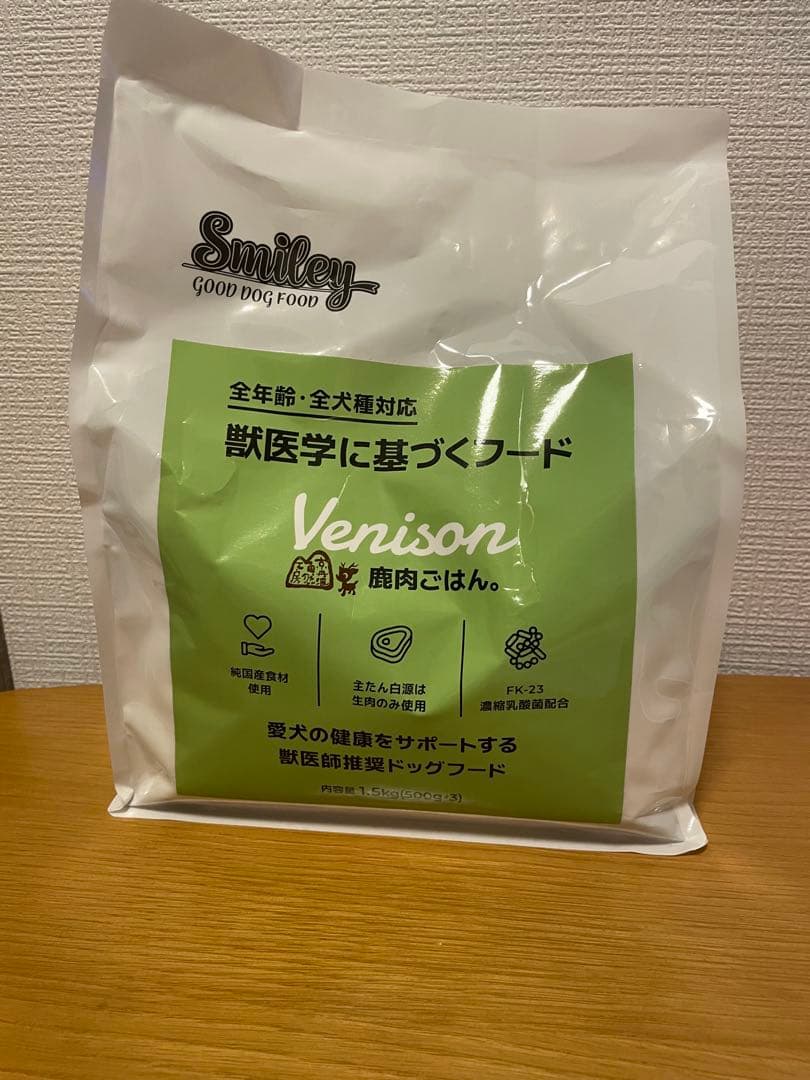 Smiley
GOOD DOG FOOD
全年齢・全犬種対応
獣医学に基づくフード
Venison
鹿肉ごはん。
純国産食材
使用
主たん白源は
生肉のみ使用
FK-23
濃縮乳酸菌配合
愛犬の健康をサポートする
獣医師推奨ドッグフード
内容量 1.5kg(500g×3)